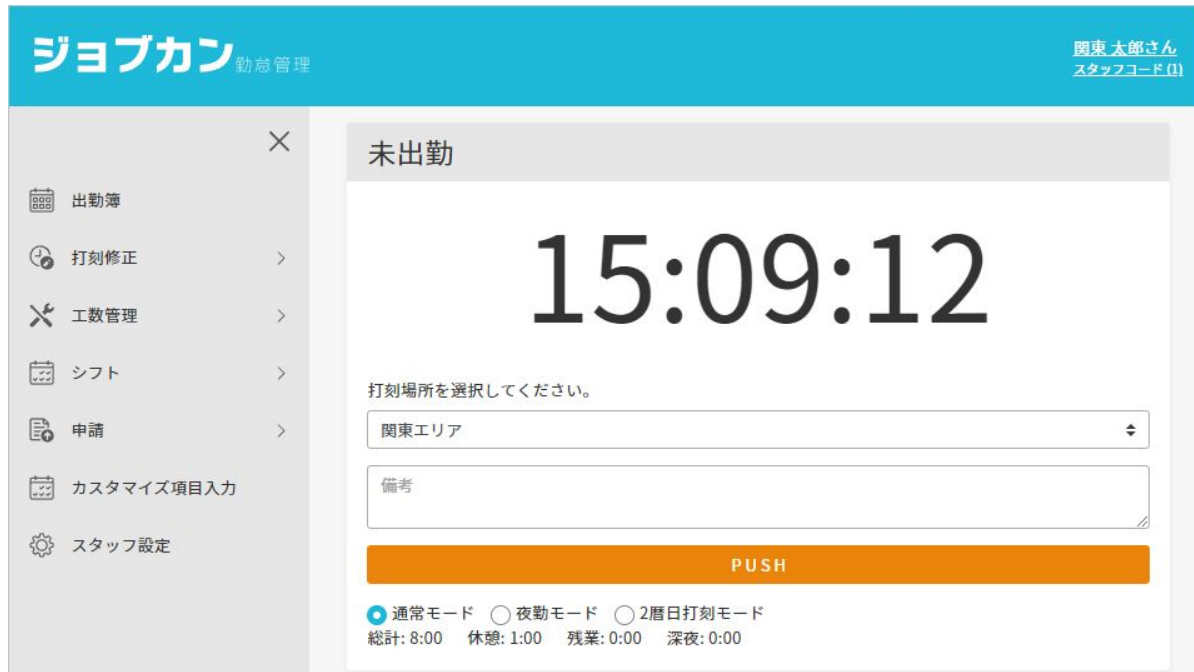 ジョブカン勤怠管理
関東 太郎さん
スタッフコード (1)
出勤簿
打刻修正
工数管理
シフト
申請
カスタマイズ項目入力
スタッフ設定
未出勤
15:09:12
打刻場所を選択してください。
関東エリア
備考
PUSH
通常モード 夜勤モード 2暦日打刻モード
総計: 8:00 休憩: 1:00 残業: 0:00 深夜: 0:00